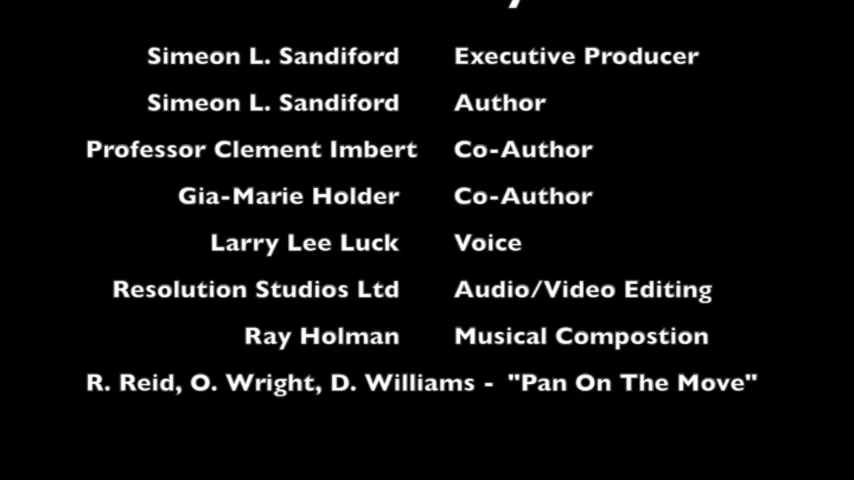 Simeon L. Sandiford Executive Producer
Simeon L. Sandiford Author
Professor Clement Imbert Co-Author
Gia-Marie Holder Co-Author
Larry Lee Luck Voice
Resolution Studios Ltd Audio/Video Editing
Ray Holman Musical Compostion
R. Reid, O. Wright, D. Williams - "Pan On The Move"